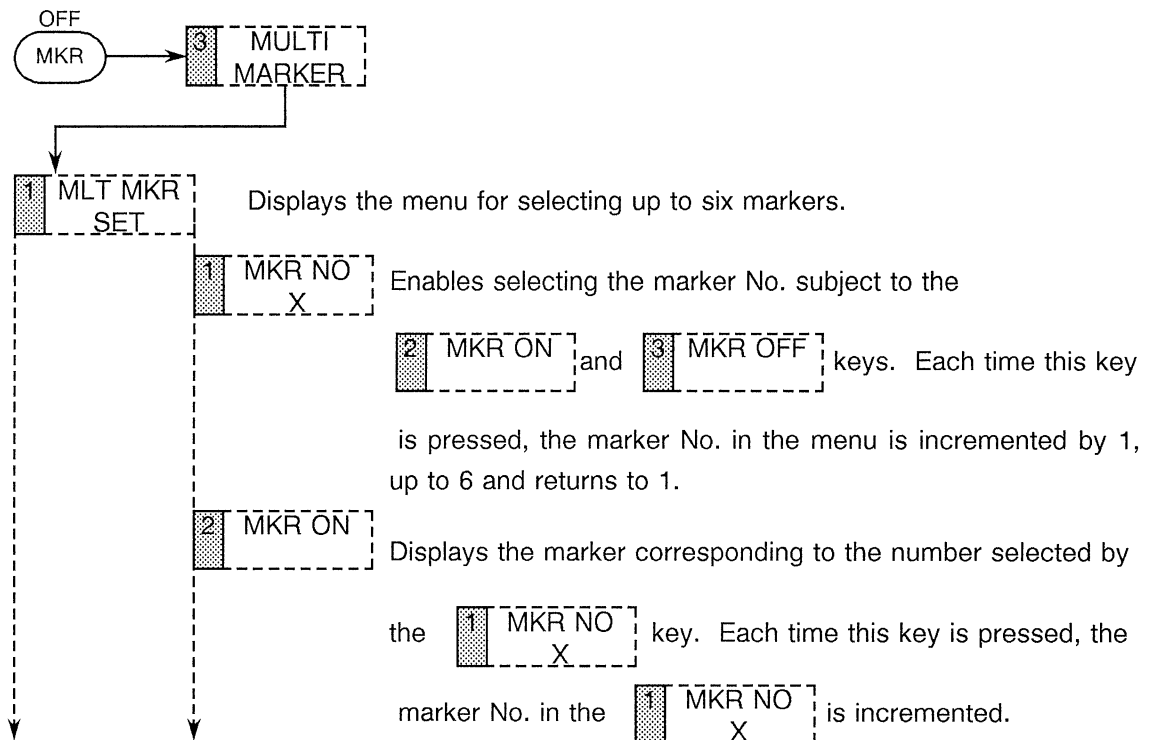 OFF
MKR
3 MULTI
MARKER
1 MLT MKR
SET
Displays the menu for selecting up to six markers.
1 MKR NO
X
Enables selecting the marker No. subject to the
2 MKR ON and 3 MKR OFF keys. Each time this key
is pressed, the marker No. in the menu is incremented by 1,
up to 6 and returns to 1.
2 MKR ON
Displays the marker corresponding to the number selected by
the 1 MKR NO
X key. Each time this key is pressed, the
marker No. in the 1 MKR NO
X is incremented.